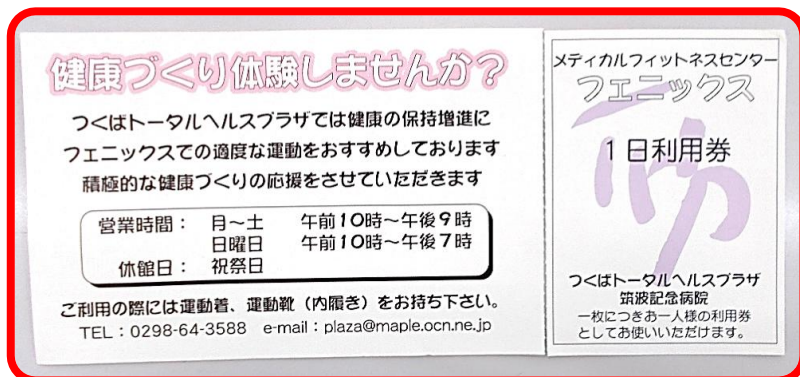 健康づくり体験しませんか?
つくばトータルヘルスプラザでは健康の保持増進に
フェニックスでの適度な運動をおすすめしております
積極的な健康づくりの応援をさせていただきます
営業時間： 月〜土 午前10時〜午後9時
日曜日 午前10時〜午後7時
休館日： 祝祭日
ご利用の際には運動着、運動靴（内履き）をお持ち下さい。
TEL：0298-64-3588 e-mail：plaza@maple.ocn.ne.jp
メディカルフィットネスセンター
フェニックス
1日利用券
つくばトータルヘルスプラザ
筑波記念病院
一枚につきお一人様の利用券
としてお使いいただけます。